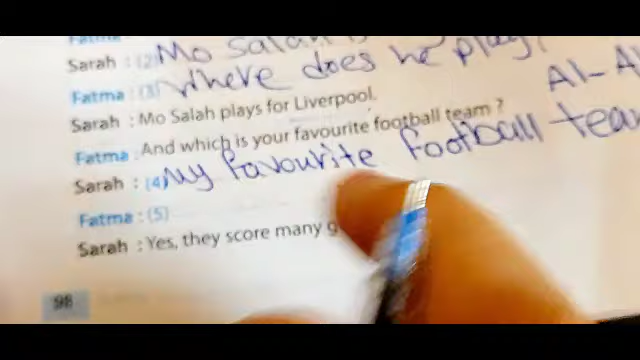 Fatma
Sarah : (2) Mo Salah
Fatma : (3) Where does he play?
Sarah : Mo Salah plays for Liverpool.
Fatma : And which is your favourite football team ?
Al-A
Sarah : (4) My favourite football team
Fatma : (5)
Sarah : Yes, they score many
98